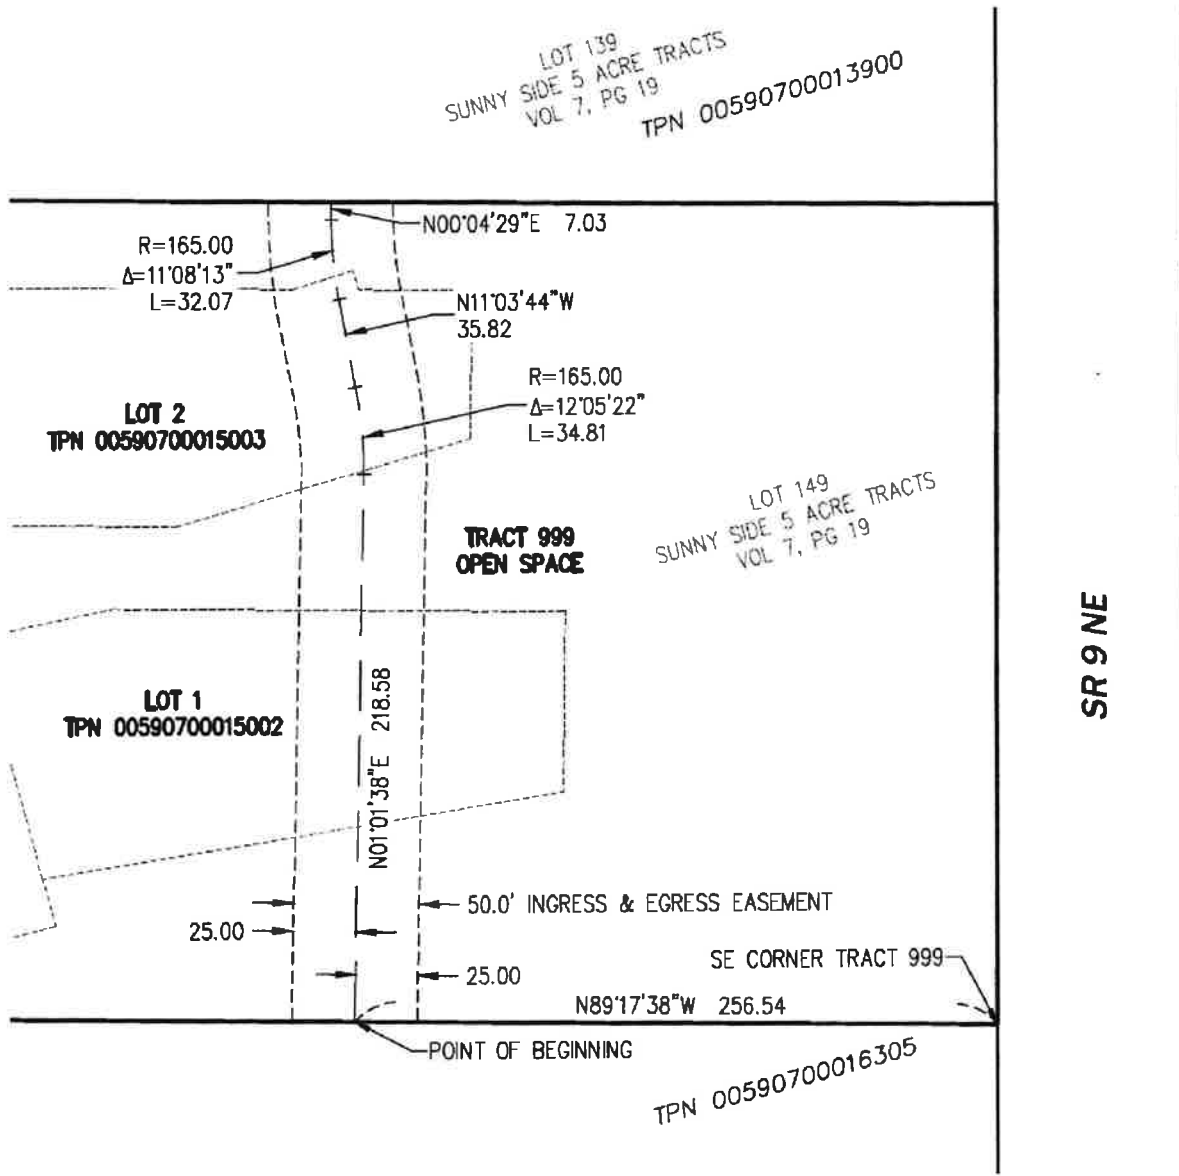 LOT 139
SUNNY SIDE 5 ACRE TRACTS
VOL 7, PG 19
TPN 00590700013900
N00°04'29"E 7.03
R=165.00
Δ=11°08'13"
L=32.07
N11°03'44"W
35.82
R=165.00
Δ=12°05'22"
L=34.81
LOT 2
TPN 00590700015003
LOT 149
SUNNY SIDE 5 ACRE TRACTS
VOL 7, PG 19
TRACT 999
OPEN SPACE
SR 9 NE
LOT 1
TPN 00590700015002
N01°01'38"E 218.58
50.0' INGRESS & EGRESS EASEMENT
25.00
25.00
SE CORNER TRACT 999
N89°17'38"W 256.54
POINT OF BEGINNING
TPN 00590700016305